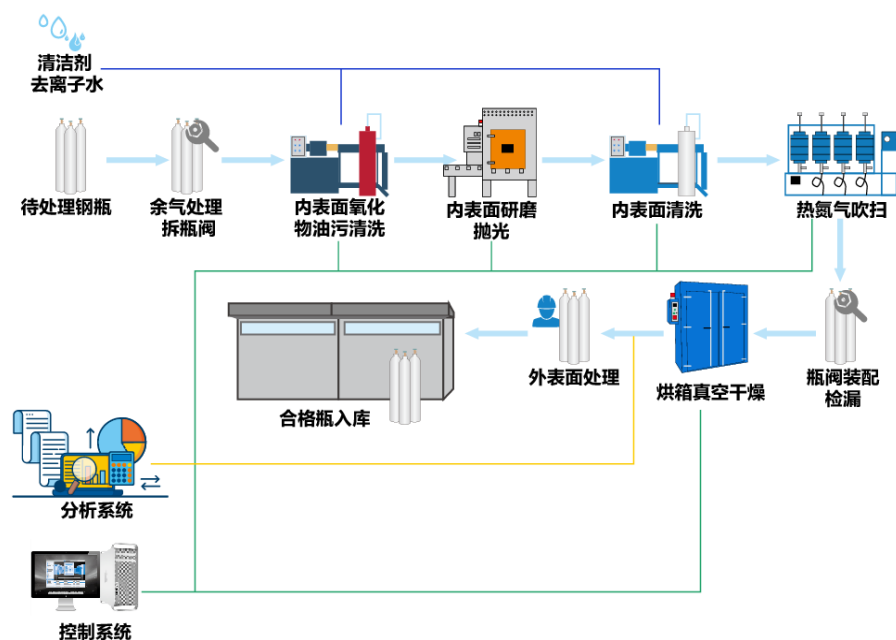 清洁剂
去离子水
待处理钢瓶
余气处理
拆瓶阀
内表面氧化
物油污清洗
内表面研磨
抛光
内表面清洗
热氮气吹扫
瓶阀装配
检漏
烘箱真空干燥
外表面处理
合格瓶入库
分析系统
控制系统